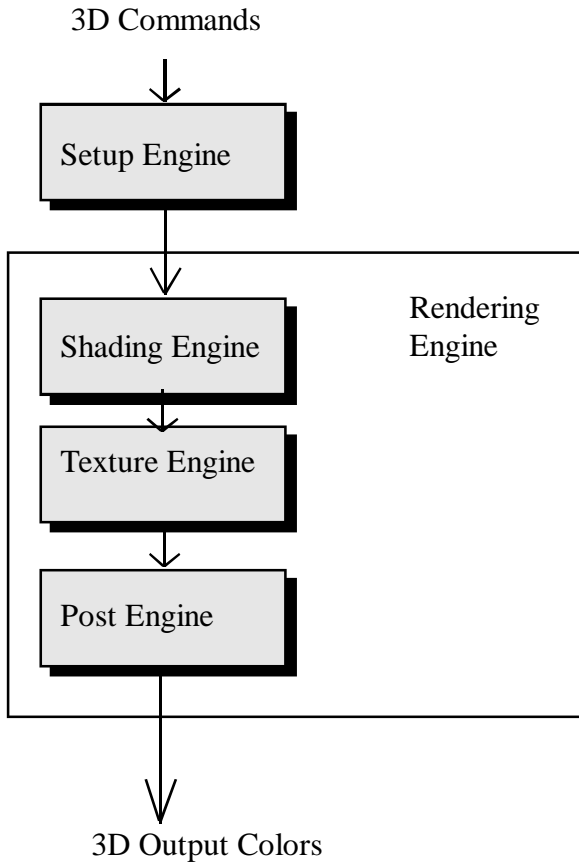 3D Commands
Setup Engine
Rendering
Engine
Shading Engine
Texture Engine
Post Engine
3D Output Colors